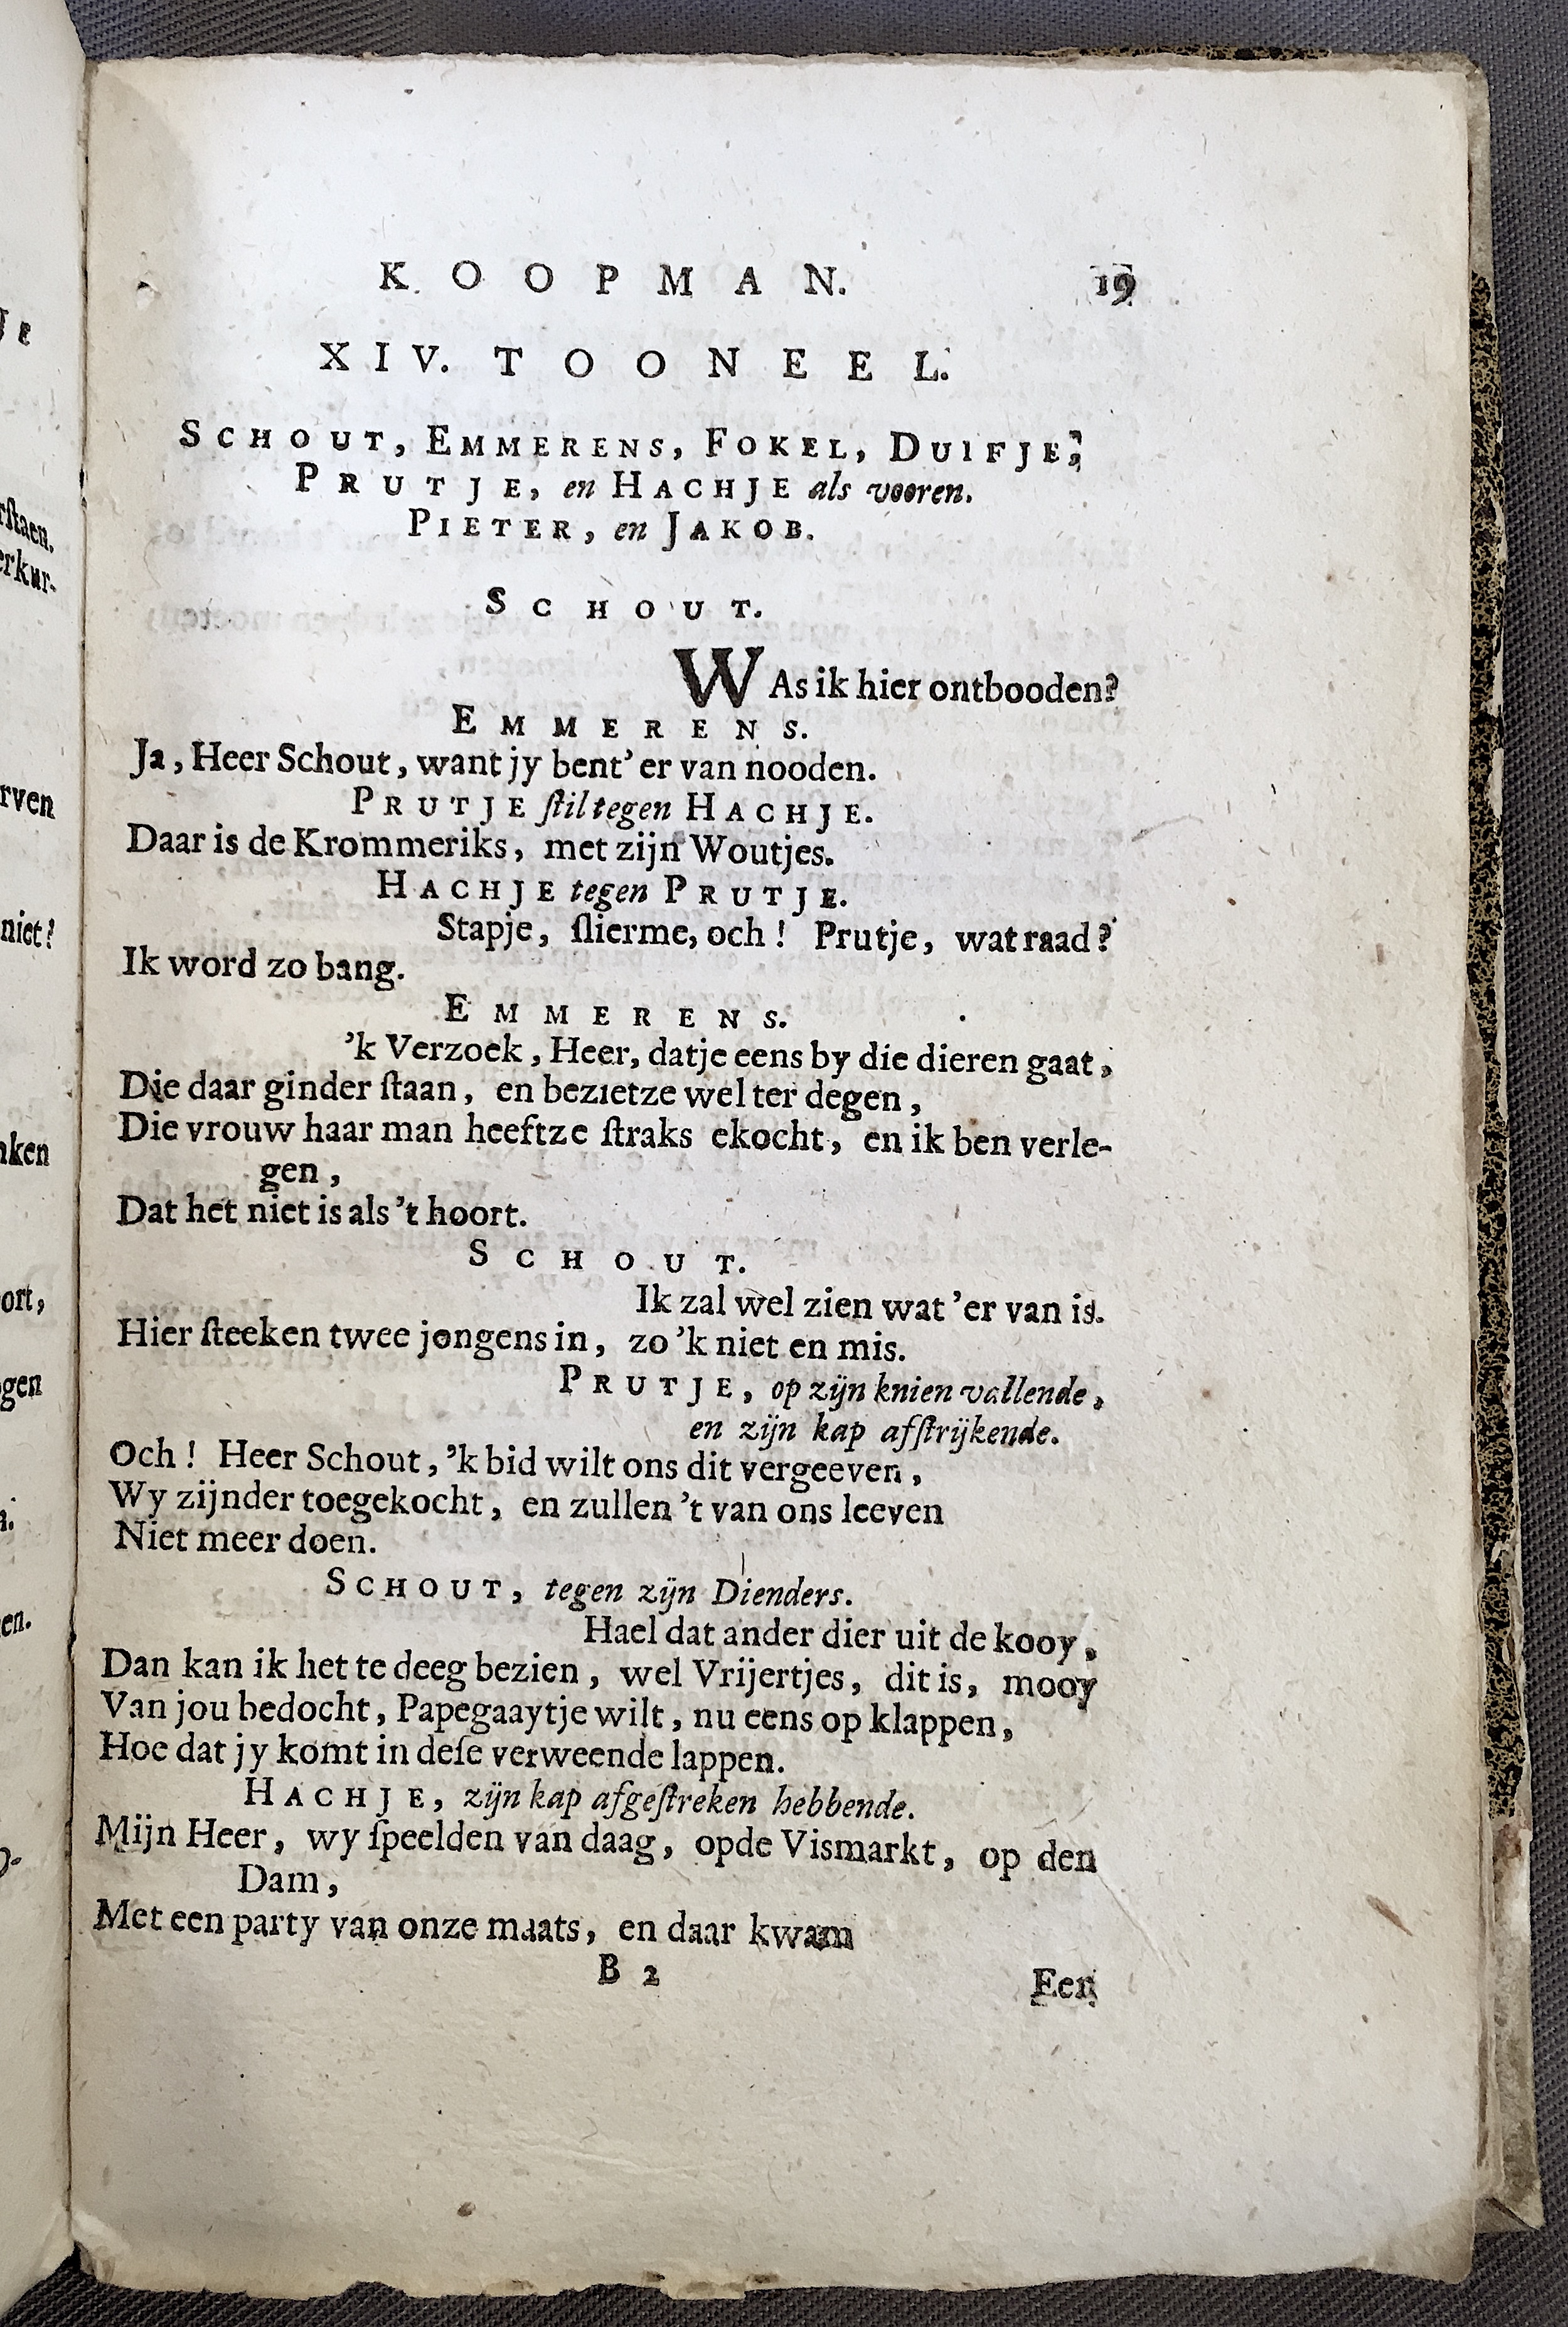 KOOPMAN. 19
XIV. TOONEEL.
SCHOUT, EMMERENS, FOKEL, DUIFJE,
PRUTJE, en HACHJE als vooren.
PIETER, en JAKOB.
SCHOUT.
WAs ik hier ontbooden?
EMMERENS.
Ja, Heer Schout, want jy bent'er van nooden.
PRUTJE ſtil tegen HACHJE.
Daar is de Krommeriks, met zijn Woutjes.
HACHJE tegen PRUTJE.
Stapje, ſlierme, och! Prutje, wat raad?
Ik word zo bang.
EMMERENS.
'k Verzoek, Heer, datje eens by die dieren gaat,
Die daar ginder ſtaan, en bezietze wel ter degen,
Die vrouw haar man heeftze ſtraks ekocht, en ik ben verle-
gen,
Dat het niet is als 't hoort.
SCHOUT.
Ik zal wel zien wat 'er van is.
Hier ſteeken twee jongens in, zo 'k niet en mis.
PRUTJE, op zijn knien vallende,
en zijn kap afſtrijkende.
Och! Heer Schout, 'k bid wilt ons dit vergeeven,
Wy zijnder toegekocht, en zullen 't van ons leeven
Niet meer doen.
SCHOUT, tegen zijn Dienders.
Hael dat ander dier uit de kooy,
Dan kan ik het te deeg bezien, wel Vrijertjes, dit is, mooy
Van jou bedocht, Papegaaytje wilt, nu eens op klappen,
Hoe dat jy komt in deſe verweende lappen.
HACHJE, zijn kap afgeſtreken hebbende.
Mijn Heer, wy ſpeelden van daag, opde Vismarkt, op den
Dam,
Met een party van onze maats, en daar kwam
B 2
Een